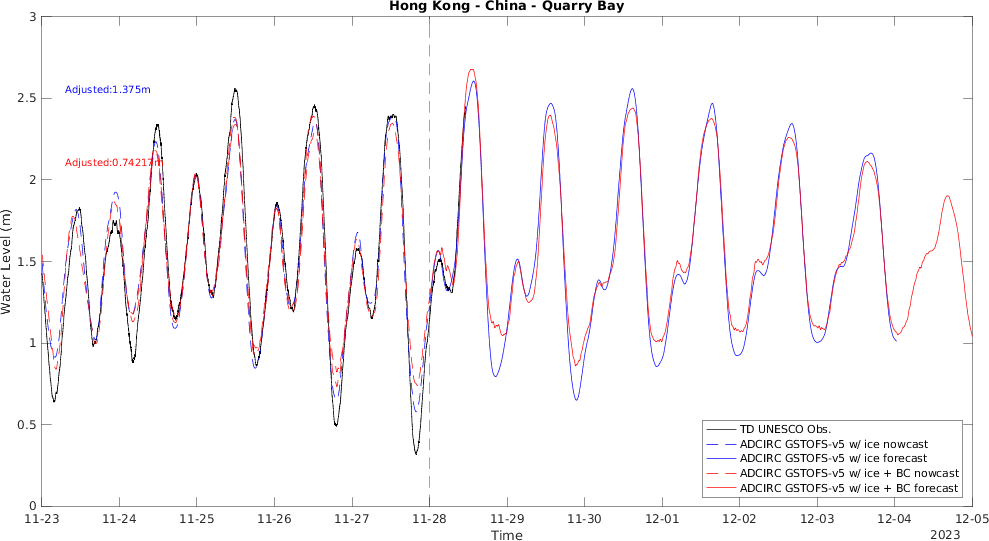 Hong Kong - China - Quarry Bay
3
2.5
2
1.5
1
0.5
0
Water Level (m)
Adjusted:1.375m
Adjusted:0.74217m
TD UNESCO Obs.
ADCIRC GSTOFS-v5 w/ ice nowcast
ADCIRC GSTOFS-v5 w/ ice forecast
ADCIRC GSTOFS-v5 w/ ice + BC nowcast
ADCIRC GSTOFS-v5 w/ ice + BC forecast
11-23 11-24 11-25 11-26 11-27 11-28 11-29 11-30 12-01 12-02 12-03 12-04 12-05
Time
2023